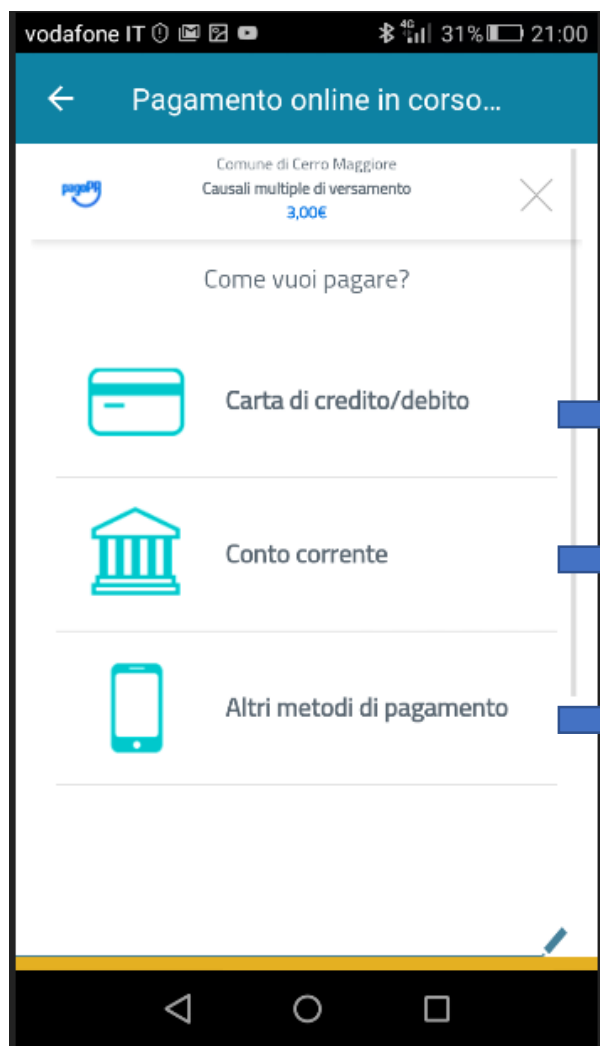 vodafone IT 4G 31% 21:00
Pagamento online in corso...
pagoPA
Comune di Cerro Maggiore
Causali multiple di versamento
3,00€
Come vuoi pagare?
Carta di credito/debito
Conto corrente
Altri metodi di pagamento